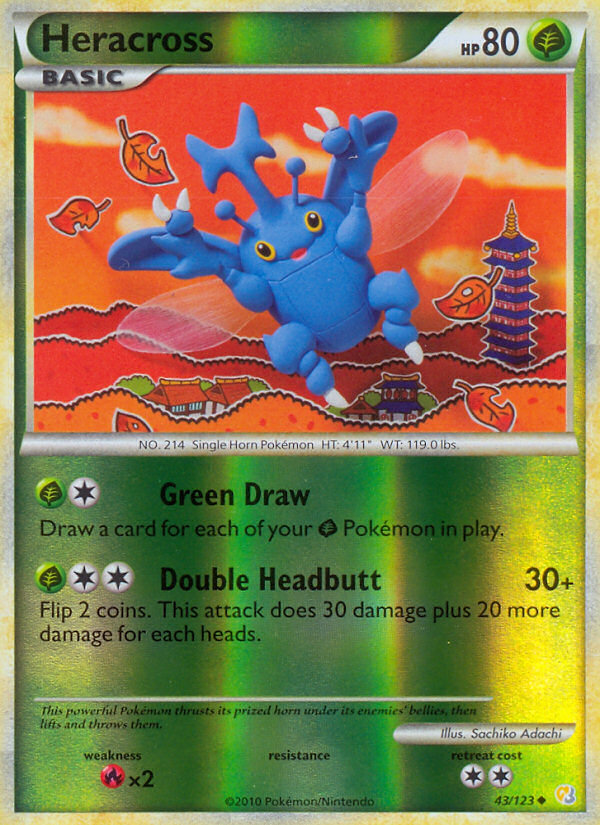 Heracross
HP 80
BASIC
NO. 214 Single Horn Pokémon HT: 4'11" WT: 119.0 lbs.
Green Draw
Draw a card for each of your Pokémon in play.
Double Headbutt 30+
Flip 2 coins. This attack does 30 damage plus 20 more
damage for each heads.
This powerful Pokémon thrusts its prized horn under its enemies' bellies, then
lifts and throws them.
Illus. Sachiko Adachi
weakness resistance retreat cost
×2
©2010 Pokémon/Nintendo 43/123